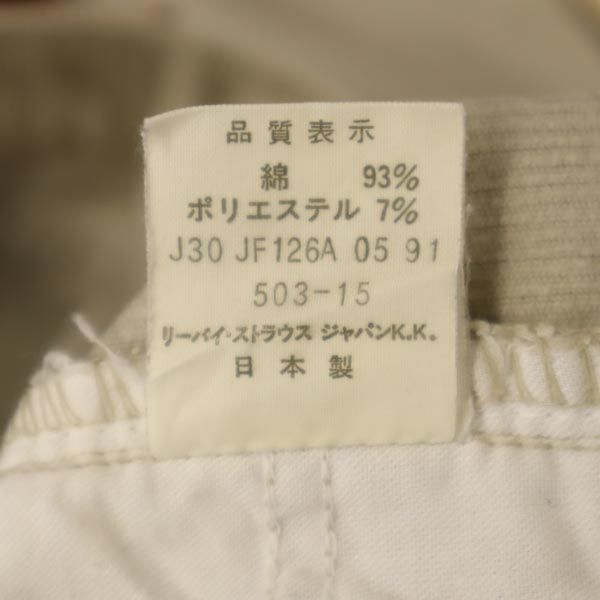 品質表示
綿 93%
ポリエステル 7%
J30 JF126A 05 91
503-15
リーバイ・ストラウス ジャパンK.K.
日本製